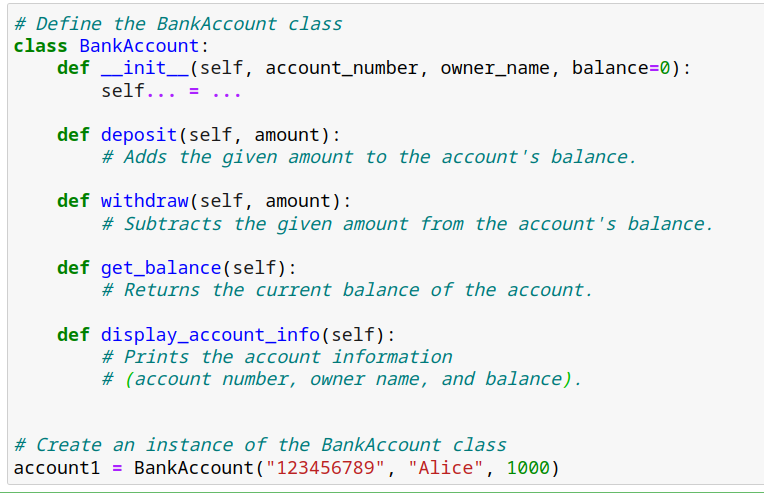 # Define the BankAccount class
class BankAccount:
    def __init__(self, account_number, owner_name, balance=0):
        self... = ...

    def deposit(self, amount):
        # Adds the given amount to the account's balance.

    def withdraw(self, amount):
        # Subtracts the given amount from the account's balance.

    def get_balance(self):
        # Returns the current balance of the account.

    def display_account_info(self):
        # Prints the account information
        # (account number, owner name, and balance).


# Create an instance of the BankAccount class
account1 = BankAccount("123456789", "Alice", 1000)